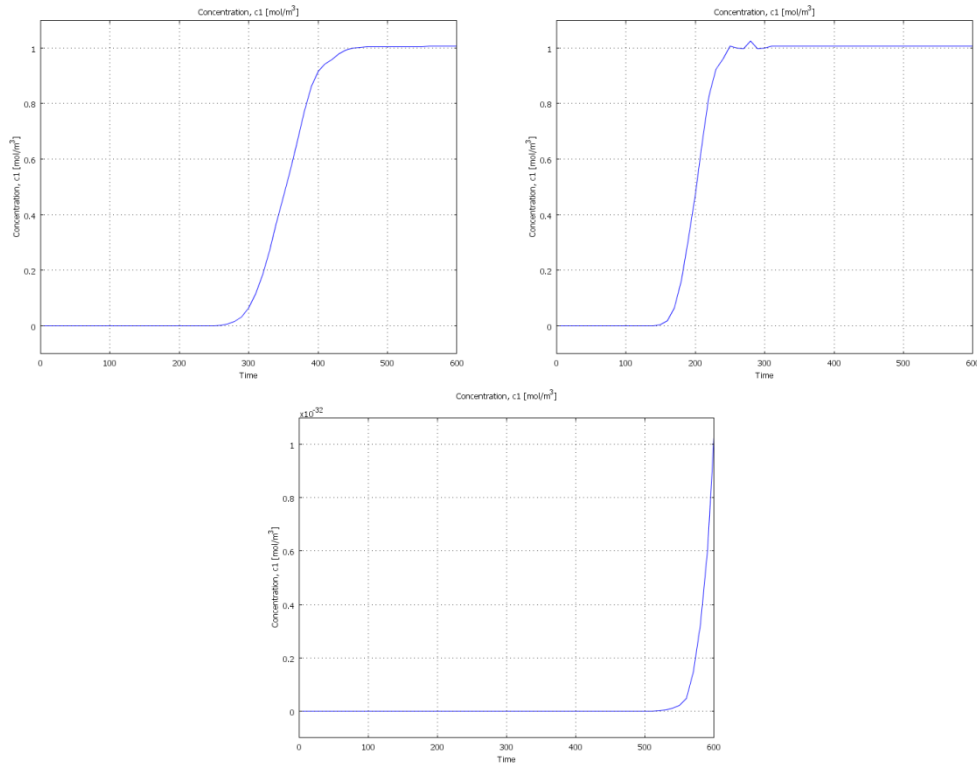 Concentration, c1 [mol/m³]
Concentration, c1 [mol/m³]
1
0.8
0.6
0.4
0.2
0
0 100 200 300 400 500 600
Time
Concentration, c1 [mol/m³]
Concentration, c1 [mol/m³]
1
0.8
0.6
0.4
0.2
0
0 100 200 300 400 500 600
Time
Concentration, c1 [mol/m³]
x10⁻³²
Concentration, c1 [mol/m³]
1
0.8
0.6
0.4
0.2
0
0 100 200 300 400 500 600
Time